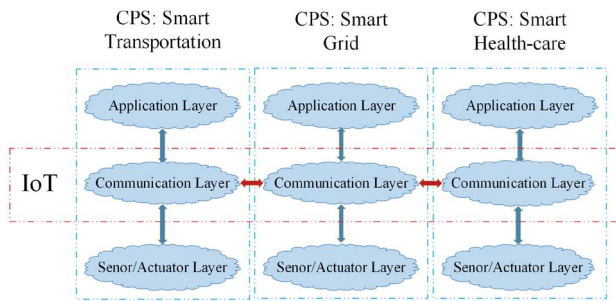 CPS: Smart Transportation
CPS: Smart Grid
CPS: Smart Health-care
Application Layer
Application Layer
Application Layer
IoT
Communication Layer
Communication Layer
Communication Layer
Senor/Actuator Layer
Senor/Actuator Layer
Senor/Actuator Layer